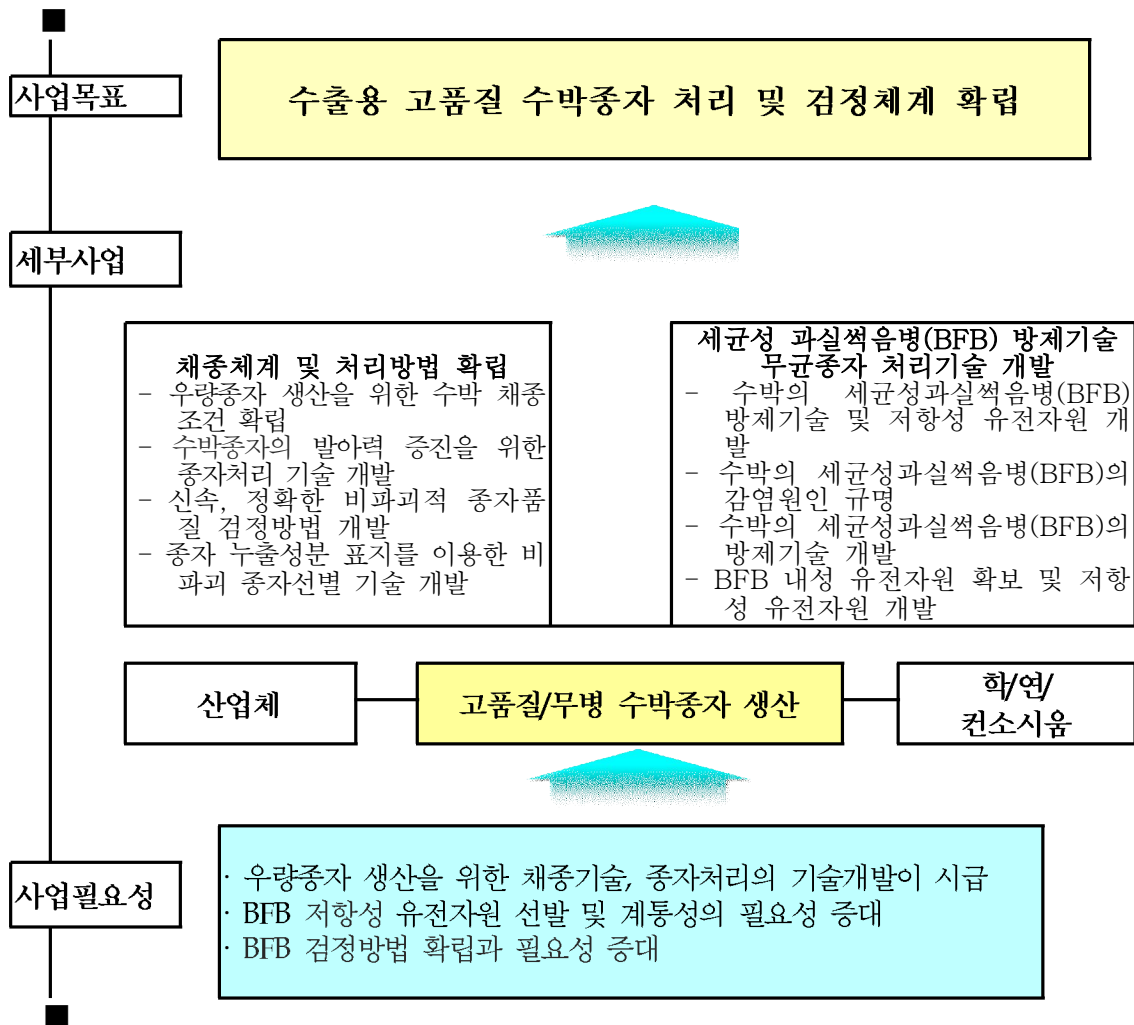 사업목표
수출용 고품질 수박종자 처리 및 검정체계 확립
세부사업
채종체계 및 처리방법 확립
- 우량종자 생산을 위한 수박 채종
조건 확립
- 수박종자의 발아력 증진을 위한
종자처리 기술 개발
- 신속, 정확한 비파괴적 종자품
질 검정방법 개발
- 종자 누출성분 표지를 이용한 비
파괴 종자선별 기술 개발
세균성 과실썩음병(BFB) 방제기술
무균종자 처리기술 개발
- 수박의 세균성과실썩음병(BFB)
방제기술 및 저항성 유전자원 개
발
- 수박의 세균성과실썩음병(BFB)의
감염원인 규명
- 수박의 세균성과실썩음병(BFB)의
방제기술 개발
- BFB 내성 유전자원 확보 및 저항
성 유전자원 개발
산업체
고품질/무병 수박종자 생산
학/연/
컨소시움
사업필요성
· 우량종자 생산을 위한 채종기술, 종자처리의 기술개발이 시급
· BFB 저항성 유전자원 선발 및 계통성의 필요성 증대
· BFB 검정방법 확립과 필요성 증대